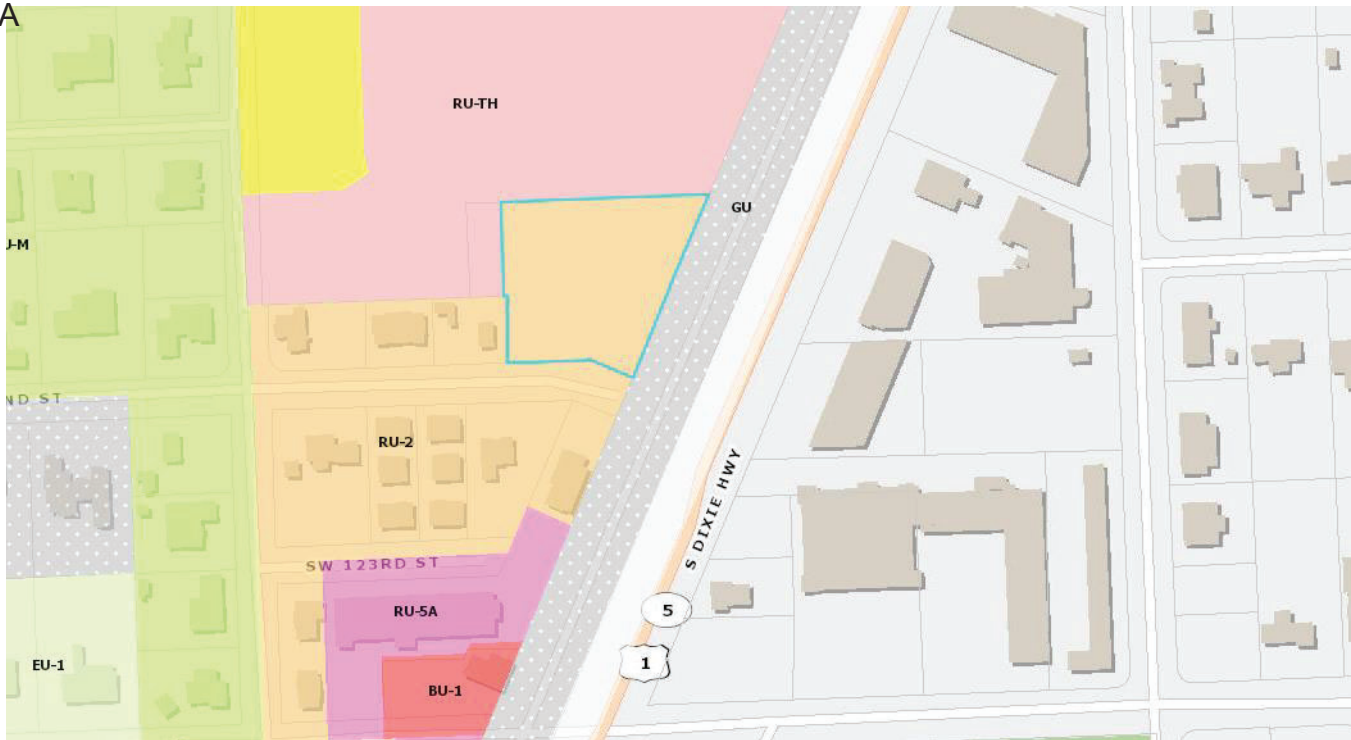 A
RU-TH
GU
U-M
ND ST
RU-2
S DIXIE HWY
SW 123RD ST
5
RU-5A
1
EU-1
BU-1